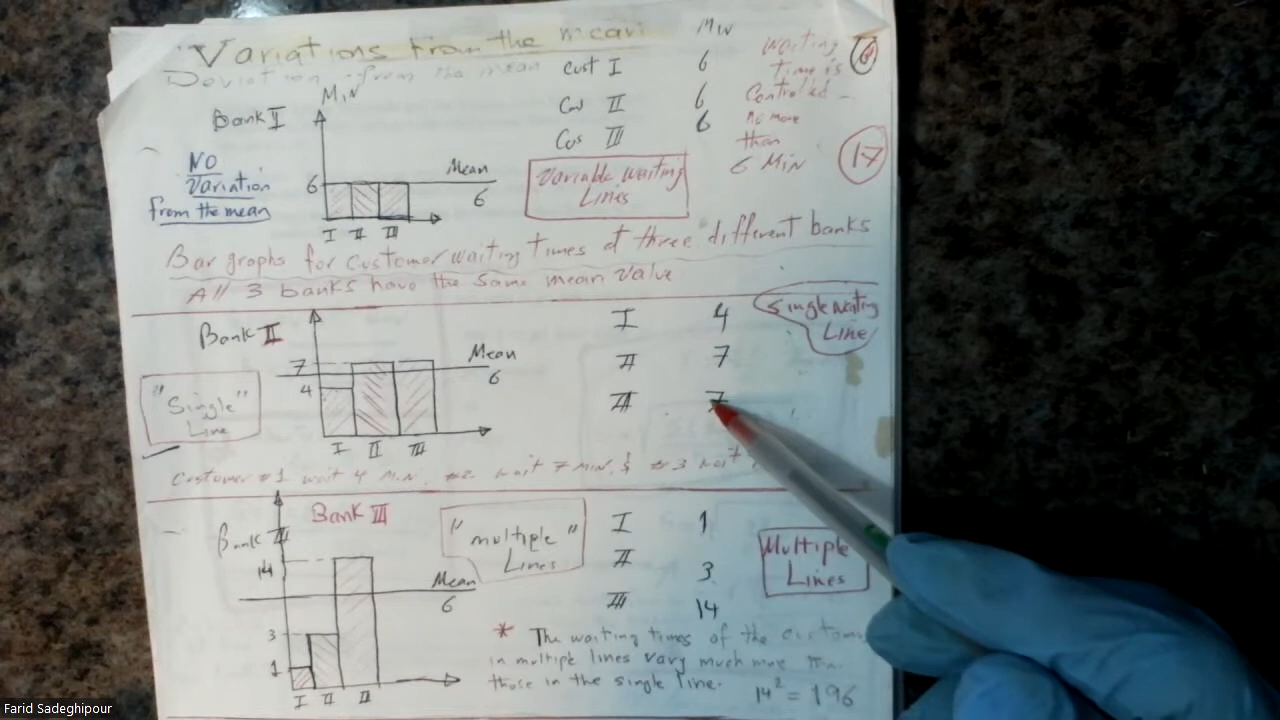 Variations from the mean
Deviation from the mean
MIN
Cust I 6
Cus II 6
Cus III 6
Waiting
time is
Controlled
No more
than
6 MIN
17
Bank I
MIN
NO
Variation
from the mean
6
Mean
6
I II III
Variable waiting
Lines
Bar graphs for customer waiting times at three different banks
All 3 banks have the same mean value
Bank II
7
4
Mean
6
I II III
"Single"
Line
I 4
II 7
III 7
Single waiting
Line
Customer #1 wait 4 MIN, #2 wait 7 MIN, & #3 wait
Bank III
Bank III
14
3
1
Mean
6
I II III
"multiple"
Lines
I 1
II 3
III 14
Multiple
Lines
* The waiting times of the
in multiple lines vary much more
those in the single line.
14² = 196
Farid Sadeghipour